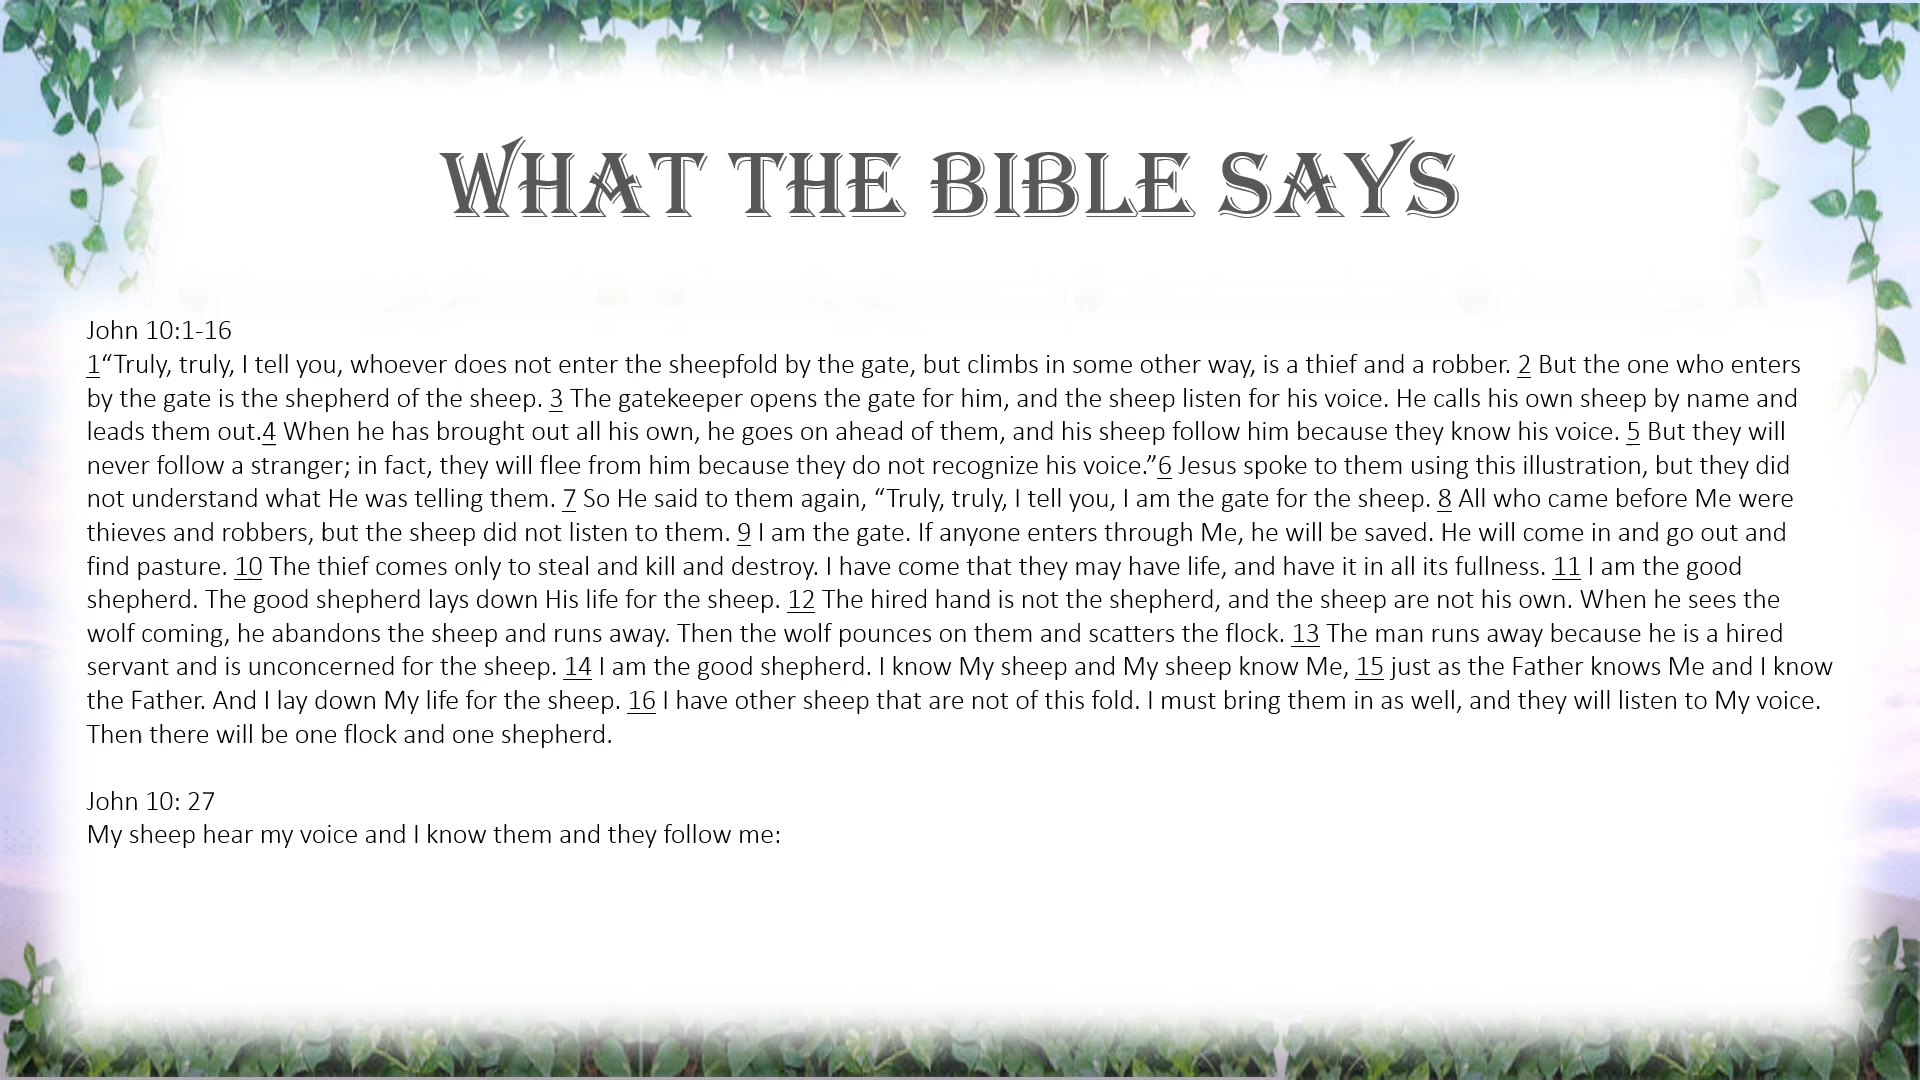 WHAT THE BIBLE SAYS
John 10:1-16
1“Truly, truly, I tell you, whoever does not enter the sheepfold by the gate, but climbs in some other way, is a thief and a robber. 2 But the one who enters
by the gate is the shepherd of the sheep. 3 The gatekeeper opens the gate for him, and the sheep listen for his voice. He calls his own sheep by name and
leads them out.4 When he has brought out all his own, he goes on ahead of them, and his sheep follow him because they know his voice. 5 But they will
never follow a stranger; in fact, they will flee from him because they do not recognize his voice.”6 Jesus spoke to them using this illustration, but they did
not understand what He was telling them. 7 So He said to them again, “Truly, truly, I tell you, I am the gate for the sheep. 8 All who came before Me were
thieves and robbers, but the sheep did not listen to them. 9 I am the gate. If anyone enters through Me, he will be saved. He will come in and go out and
find pasture. 10 The thief comes only to steal and kill and destroy. I have come that they may have life, and have it in all its fullness. 11 I am the good
shepherd. The good shepherd lays down His life for the sheep. 12 The hired hand is not the shepherd, and the sheep are not his own. When he sees the
wolf coming, he abandons the sheep and runs away. Then the wolf pounces on them and scatters the flock. 13 The man runs away because he is a hired
servant and is unconcerned for the sheep. 14 I am the good shepherd. I know My sheep and My sheep know Me, 15 just as the Father knows Me and I know
the Father. And I lay down My life for the sheep. 16 I have other sheep that are not of this fold. I must bring them in as well, and they will listen to My voice.
Then there will be one flock and one shepherd.
John 10: 27
My sheep hear my voice and I know them and they follow me: